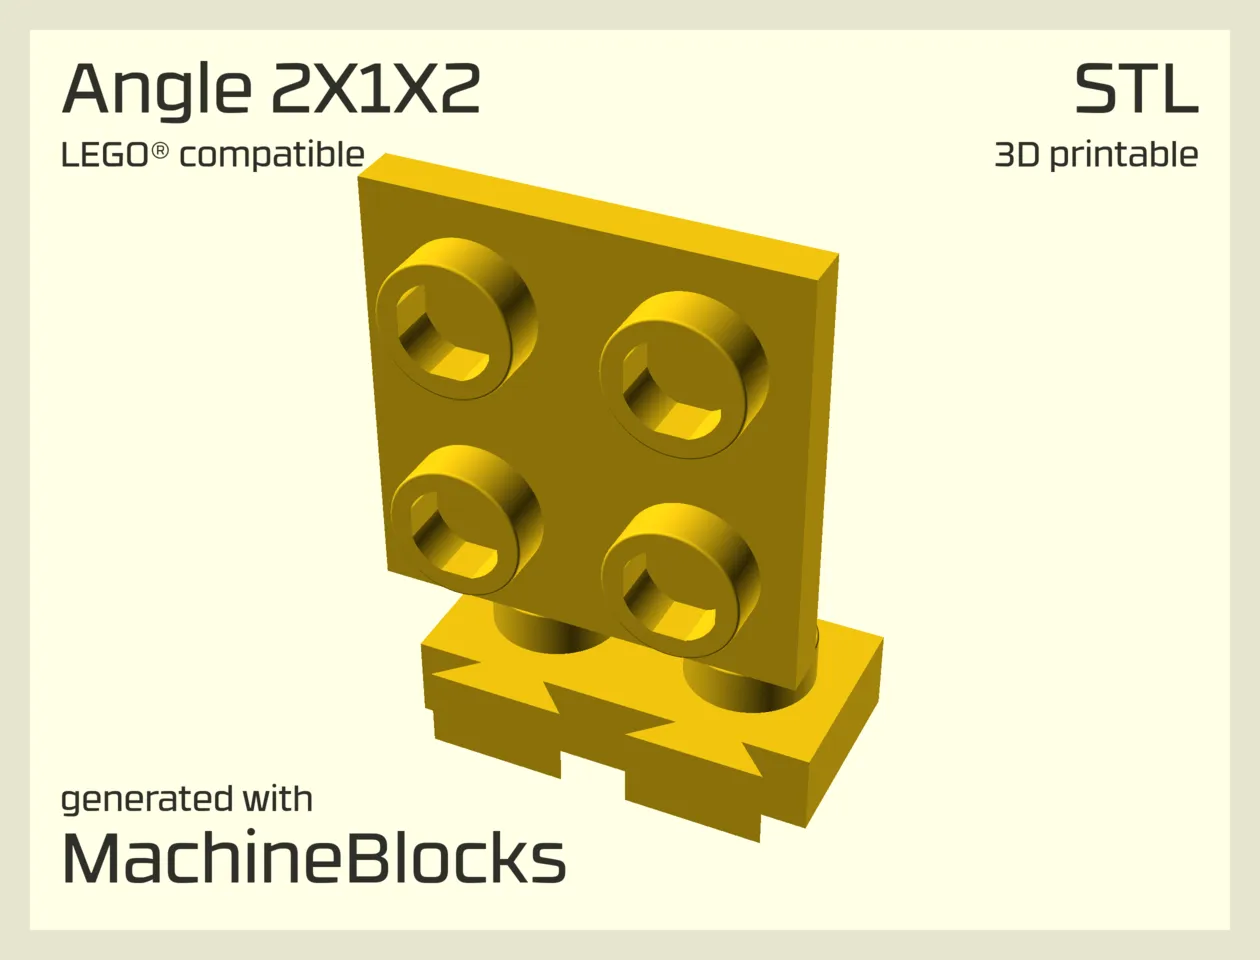 Angle 2X1X2
LEGO® compatible
STL
3D printable
generated with
MachineBlocks